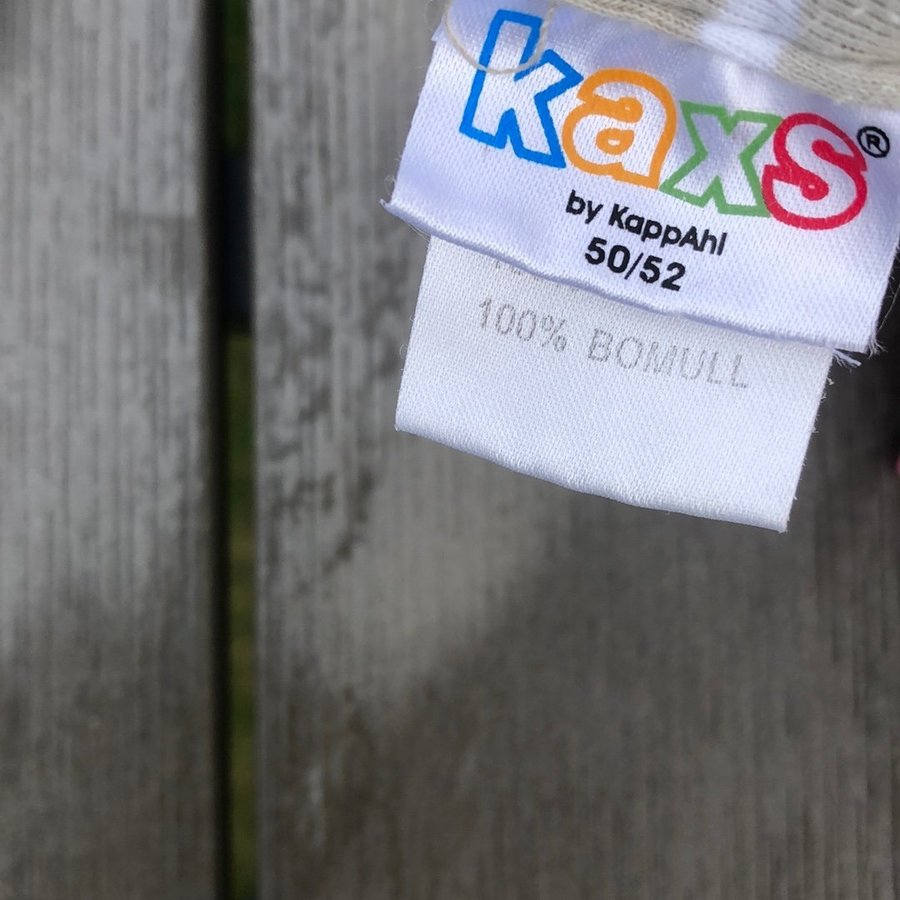 kaxs®
by KappAhl
50/52
100% BOMULL